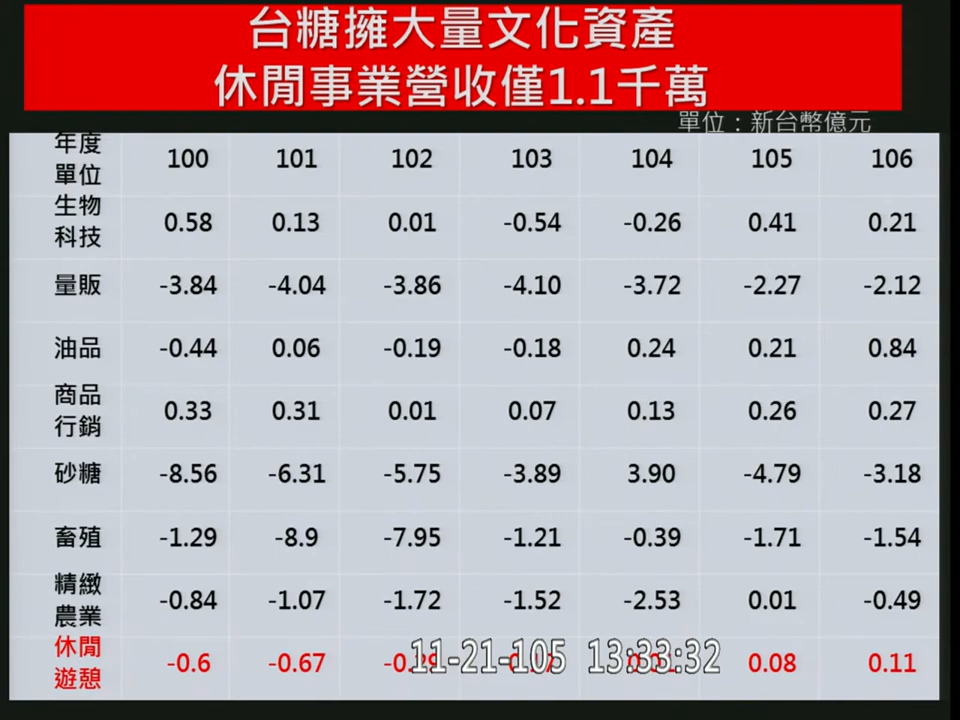 台糖擁大量文化資產
休閒事業營收僅1.1千萬
單位：新台幣億元
年度
單位 100 101 102 103 104 105 106
生物
科技 0.58 0.13 0.01 -0.54 -0.26 0.41 0.21
量販 -3.84 -4.04 -3.86 -4.10 -3.72 -2.27 -2.12
油品 -0.44 0.06 -0.19 -0.18 0.24 0.21 0.84
商品
行銷 0.33 0.31 0.01 0.07 0.13 0.26 0.27
砂糖 -8.56 -6.31 -5.75 -3.89 3.90 -4.79 -3.18
畜殖 -1.29 -8.9 -7.95 -1.21 -0.39 -1.71 -1.54
精緻
農業 -0.84 -1.07 -1.72 -1.52 -2.53 0.01 -0.49
休閒
遊憩 -0.6 -0.67 0.08 0.11
11-21-105 13:33:32